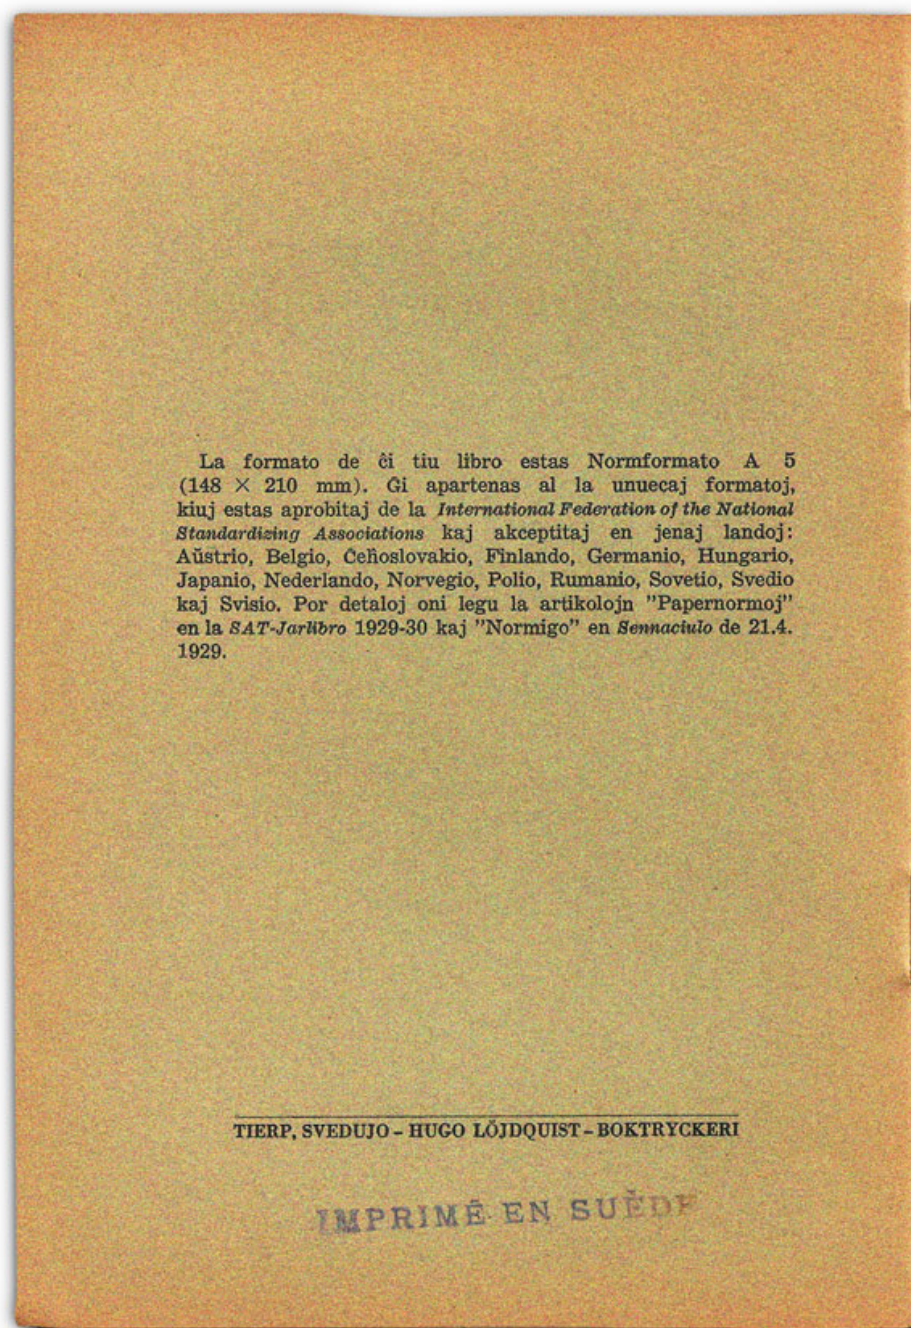 La formato de ĉi tiu libro estas Normformato A 5
(148 × 210 mm). Ĝi apartenas al la unuecaj formatoj,
kiuj estas aprobitaj de la International Federation of the National
Standardizing Associations kaj akceptitaj en jenaj landoj:
Aŭstrio, Belgio, Ĉeĥoslovakio, Finlando, Germanio, Hungario,
Japanio, Nederlando, Norvegio, Polio, Rumanio, Sovetio, Svedio
kaj Svisio. Por detaloj oni legu la artikolojn "Papernormoj"
en la SAT-Jarlibro 1929-30 kaj "Normigo" en Sennaciulo de 21.4.
1929.
TIERP, SVEDUJO – HUGO LÖJDQUIST – BOKTRYCKERI
IMPRIMÉ EN SUÈDE